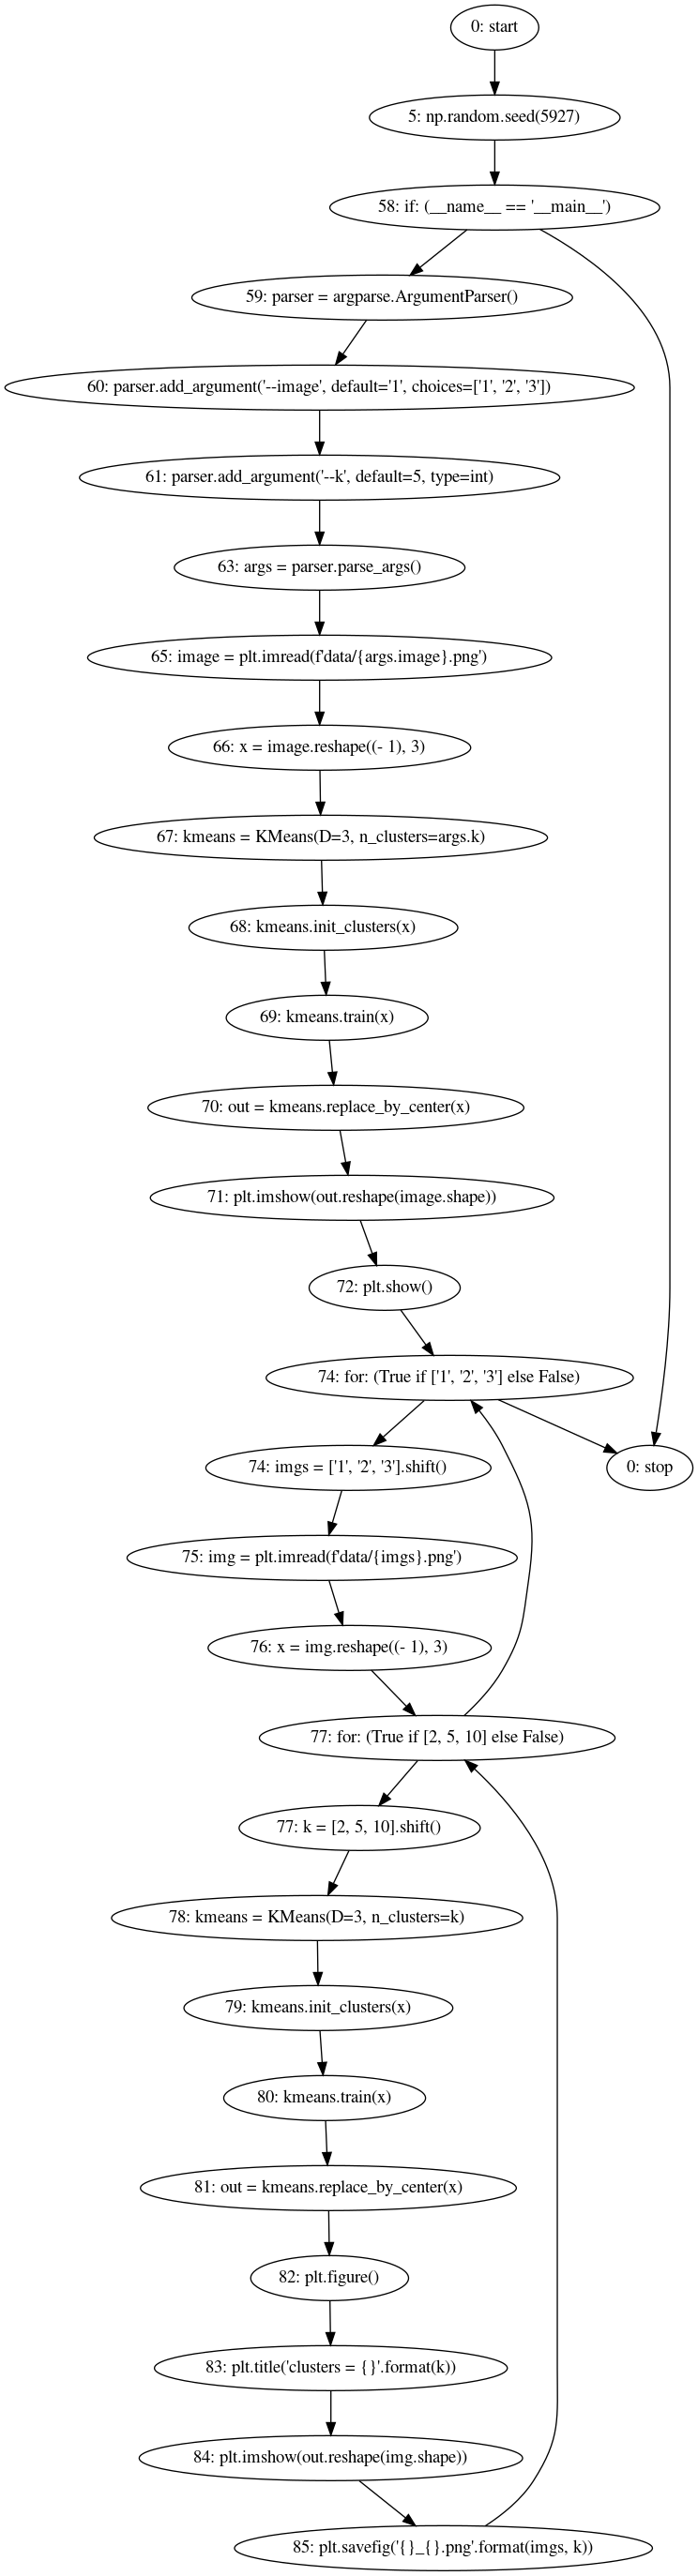 0: start
5: np.random.seed(5927)
58: if: (__name__ == '__main__')
59: parser = argparse.ArgumentParser()
60: parser.add_argument('--image', default='1', choices=['1', '2', '3'])
61: parser.add_argument('--k', default=5, type=int)
63: args = parser.parse_args()
65: image = plt.imread(f'data/{args.image}.png')
66: x = image.reshape((- 1), 3)
67: kmeans = KMeans(D=3, n_clusters=args.k)
68: kmeans.init_clusters(x)
69: kmeans.train(x)
70: out = kmeans.replace_by_center(x)
71: plt.imshow(out.reshape(image.shape))
72: plt.show()
74: for: (True if ['1', '2', '3'] else False)
74: imgs = ['1', '2', '3'].shift()
0: stop
75: img = plt.imread(f'data/{imgs}.png')
76: x = img.reshape((- 1), 3)
77: for: (True if [2, 5, 10] else False)
77: k = [2, 5, 10].shift()
78: kmeans = KMeans(D=3, n_clusters=k)
79: kmeans.init_clusters(x)
80: kmeans.train(x)
81: out = kmeans.replace_by_center(x)
82: plt.figure()
83: plt.title('clusters = {}'.format(k))
84: plt.imshow(out.reshape(img.shape))
85: plt.savefig('{}_{}.png'.format(imgs, k))